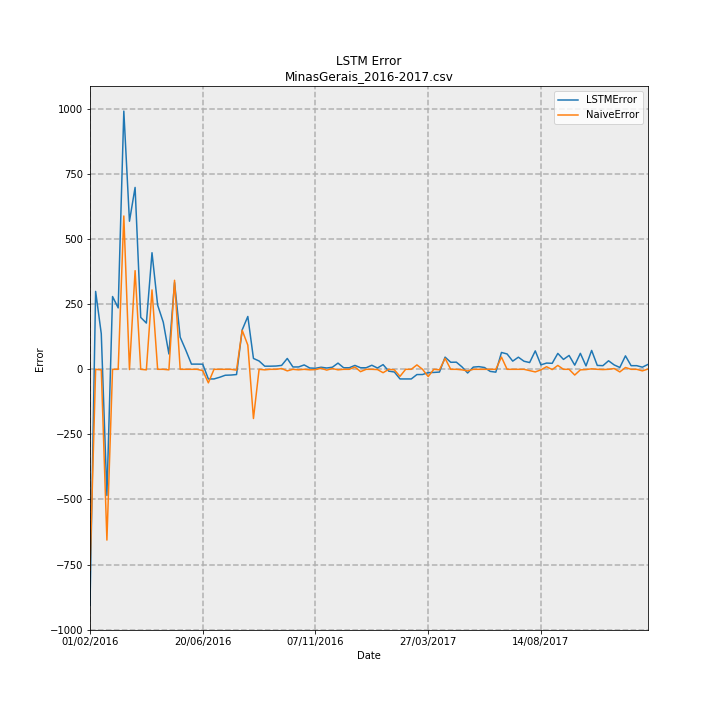 LSTM Error
MinasGerais_2016-2017.csv
LSTMError
NaiveError
1000
750
500
250
0
−250
−500
−750
−1000
Error
01/02/2016
20/06/2016
07/11/2016
27/03/2017
14/08/2017
Date